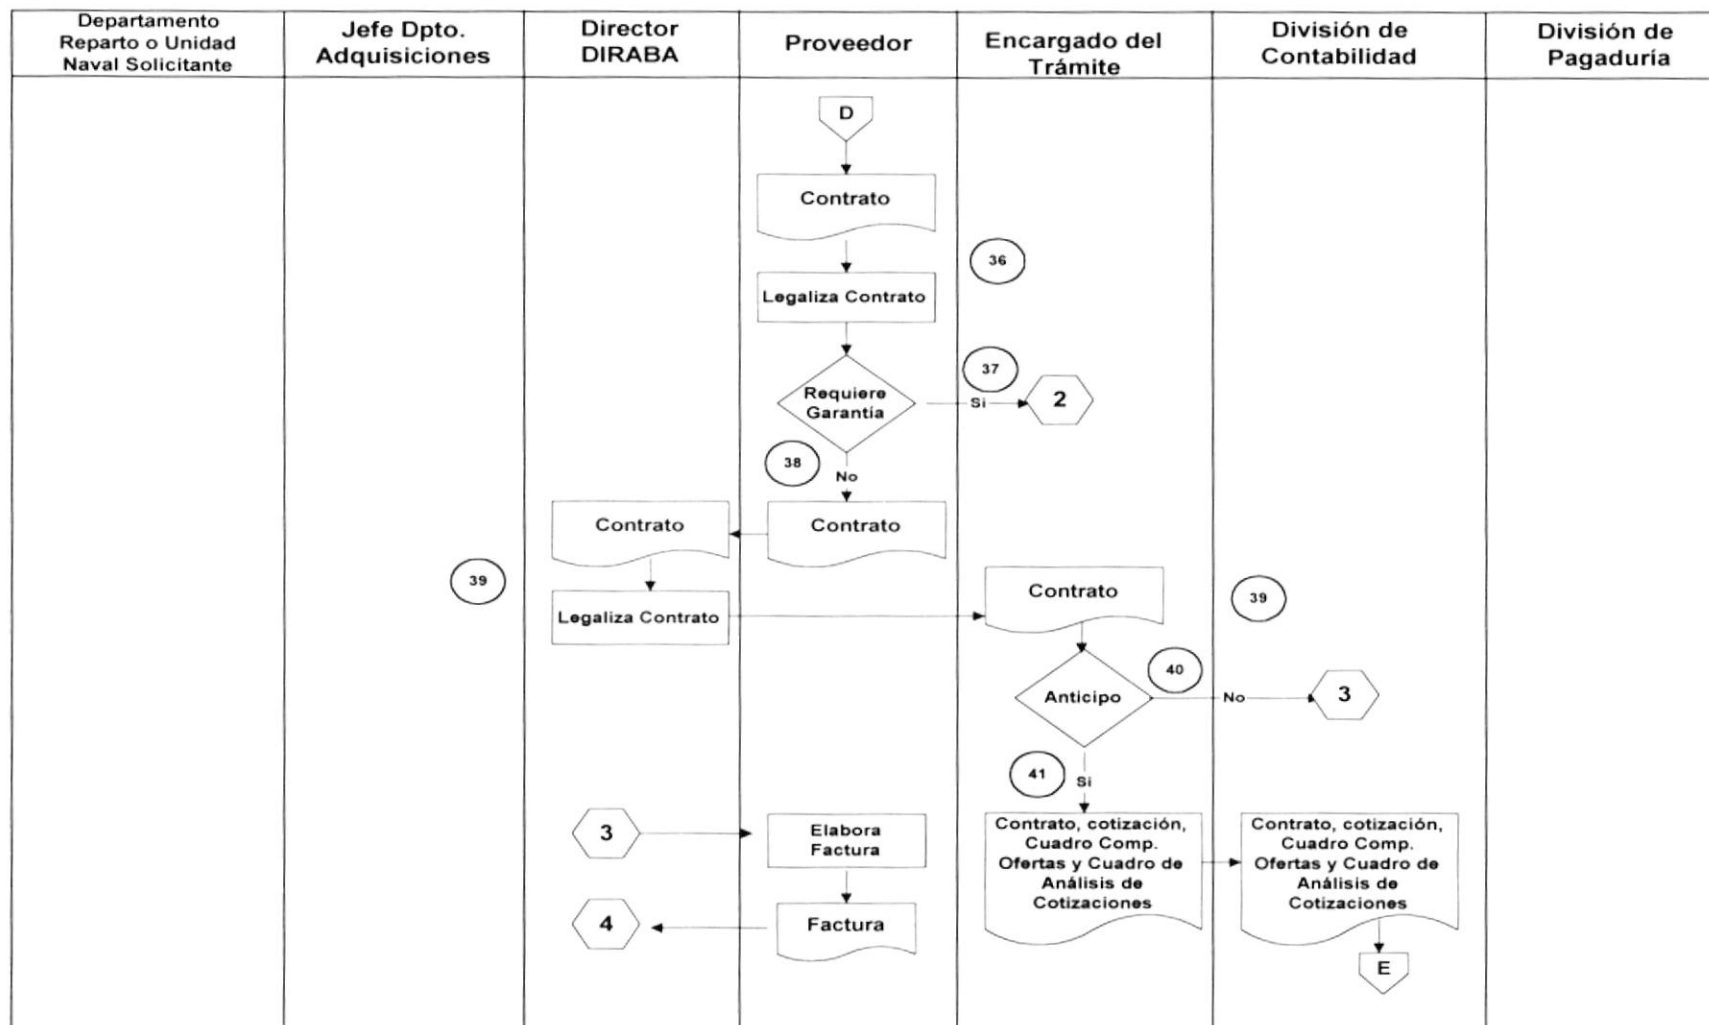 Departamento
Reparto o Unidad
Naval Solicitante
Jefe Dpto.
Adquisiciones
Director
DIRABA
Proveedor
Encargado del
Trámite
División de
Contabilidad
División de
Pagaduría
D
Contrato
36
Legaliza Contrato
37
Requiere
Garantía
Si
2
38
No
Contrato
Contrato
39
Legaliza Contrato
Contrato
39
40
Anticipo
No
3
41
Si
3
Elabora
Factura
Contrato, cotización,
Cuadro Comp.
Ofertas y Cuadro de
Análisis de
Cotizaciones
Contrato, cotización,
Cuadro Comp.
Ofertas y Cuadro de
Análisis de
Cotizaciones
4
Factura
E